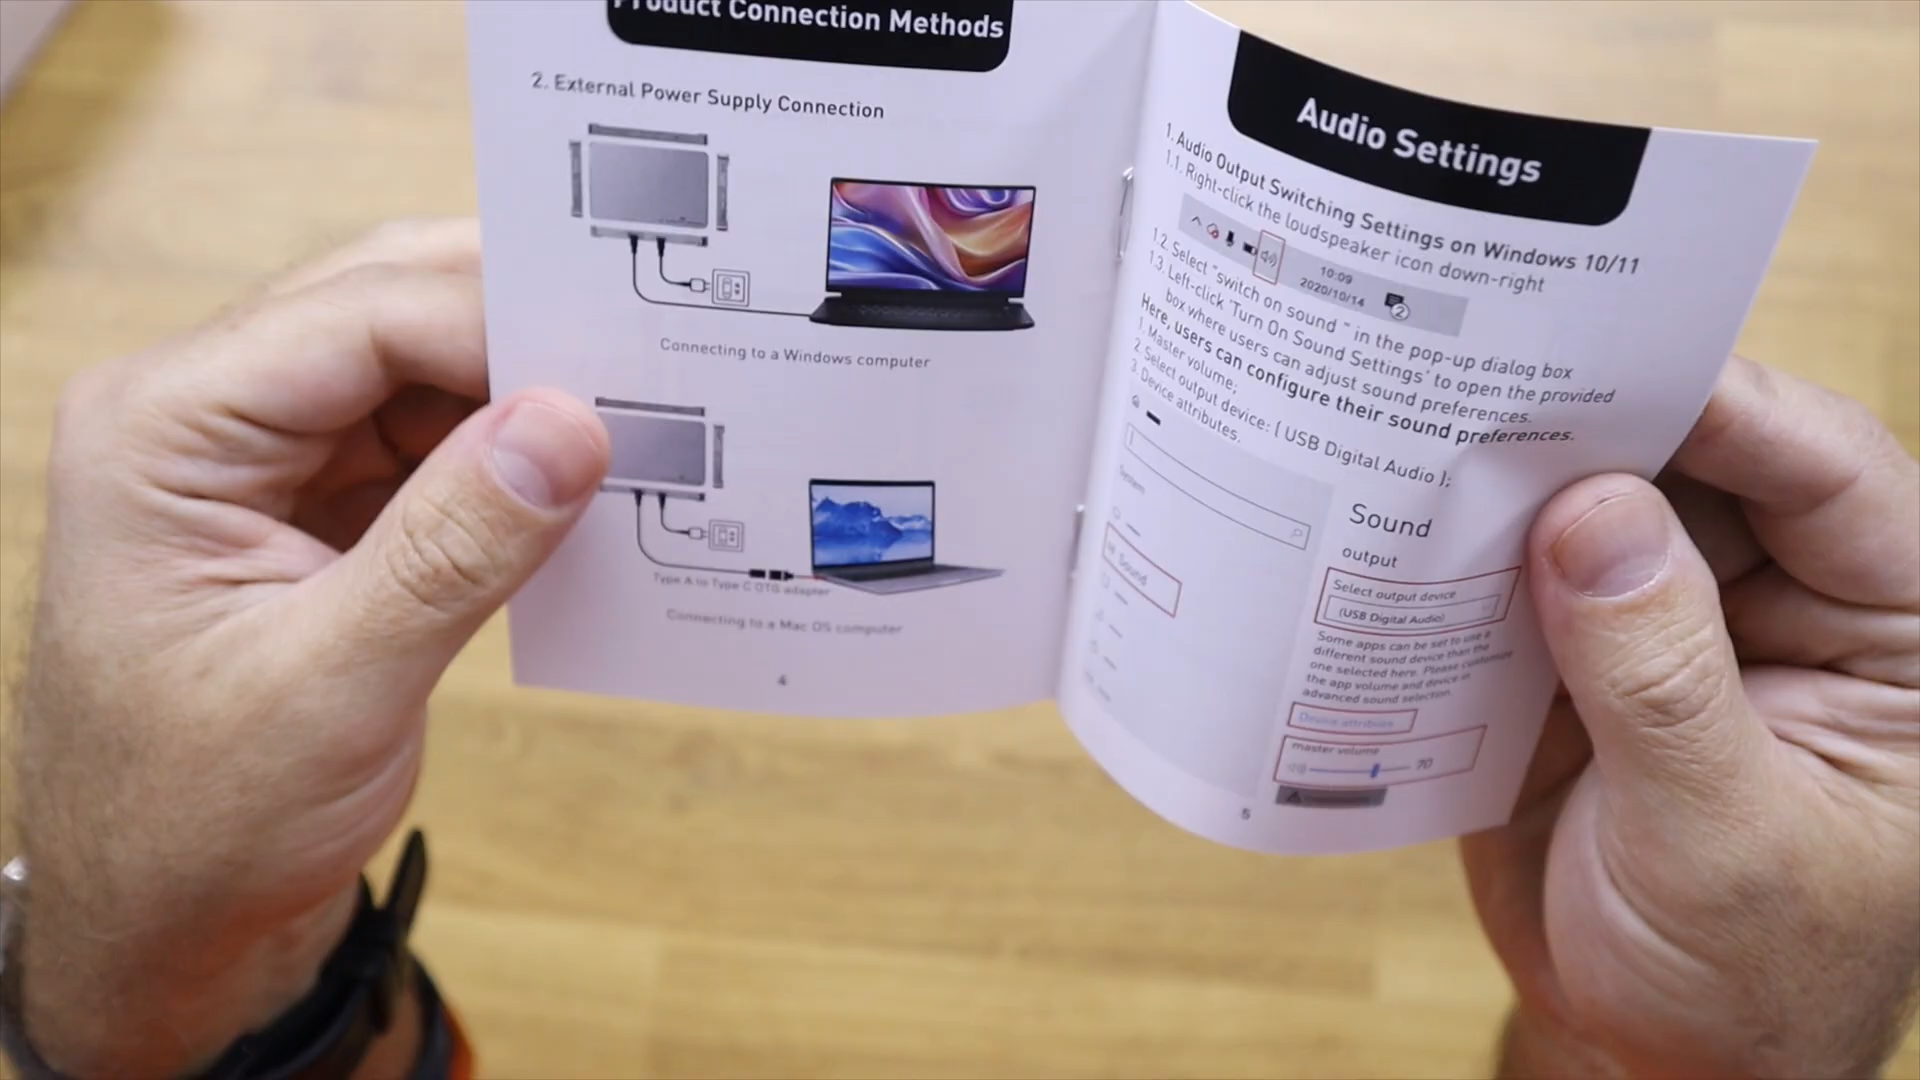 Product Connection Methods
2. External Power Supply Connection
Connecting to a Windows computer
Type A to Type C OTG adapter
Connecting to a Mac OS computer
4
Audio Settings
1. Audio Output Switching Settings on Windows 10/11
1.1. Right-click the loudspeaker icon down-right
10:09
2020/10/14
2
1.2. Select "switch on sound " in the pop-up dialog box
1.3. Left-click 'Turn On Sound Settings' to open the provided
box where users can adjust sound preferences.
Here, users can configure their sound preferences.
1. Master volume;
2. Select output device: ( USB Digital Audio );
3. Device attributes.
System
Sound
Sound
output
Select output device
(USB Digital Audio)
Some apps can be set to use a
different sound device than the
one selected here. Please customize
the app volume and device in
advanced sound selection.
Device attributes
master volume
70
5